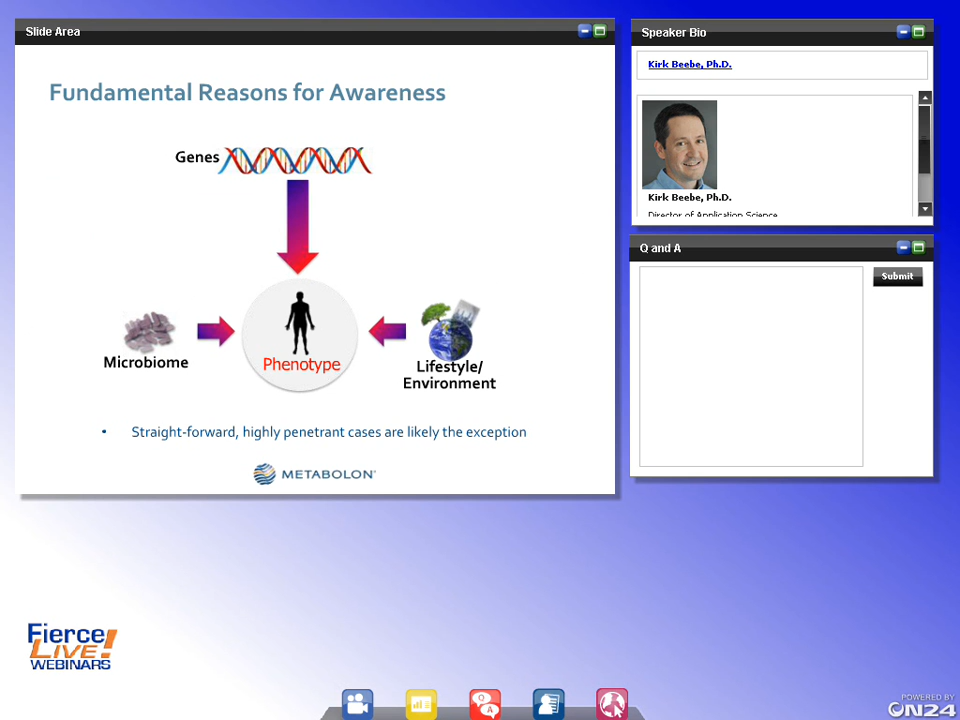 Slide Area
Fundamental Reasons for Awareness
Genes
Microbiome
Phenotype
Lifestyle/
Environment
• Straight-forward, highly penetrant cases are likely the exception
METABOLON
Speaker Bio
Kirk Beebe, Ph.D.
Kirk Beebe, Ph.D.
Director of Application Science
Q and A
Submit
Fierce
LIVE!
WEBINARS
Q
A
POWERED BY
ON24